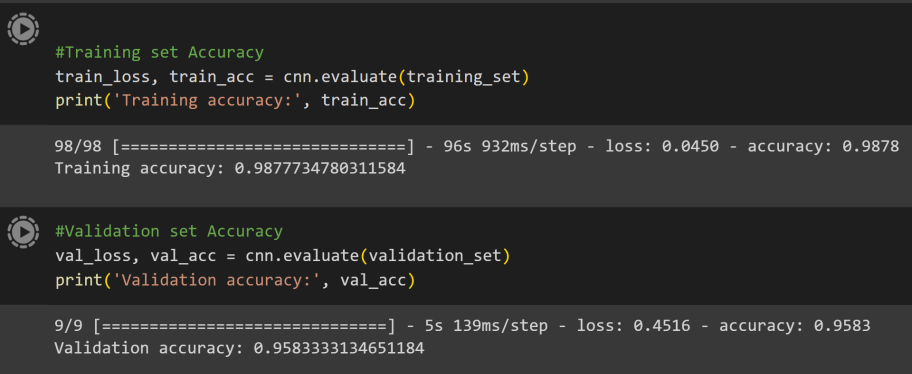 #Training set Accuracy
train_loss, train_acc = cnn.evaluate(training_set)
print('Training accuracy:', train_acc)
98/98 [==============================] - 96s 932ms/step - loss: 0.0450 - accuracy: 0.9878
Training accuracy: 0.9877734780311584
#Validation set Accuracy
val_loss, val_acc = cnn.evaluate(validation_set)
print('Validation accuracy:', val_acc)
9/9 [==============================] - 5s 139ms/step - loss: 0.4516 - accuracy: 0.9583
Validation accuracy: 0.9583333134651184